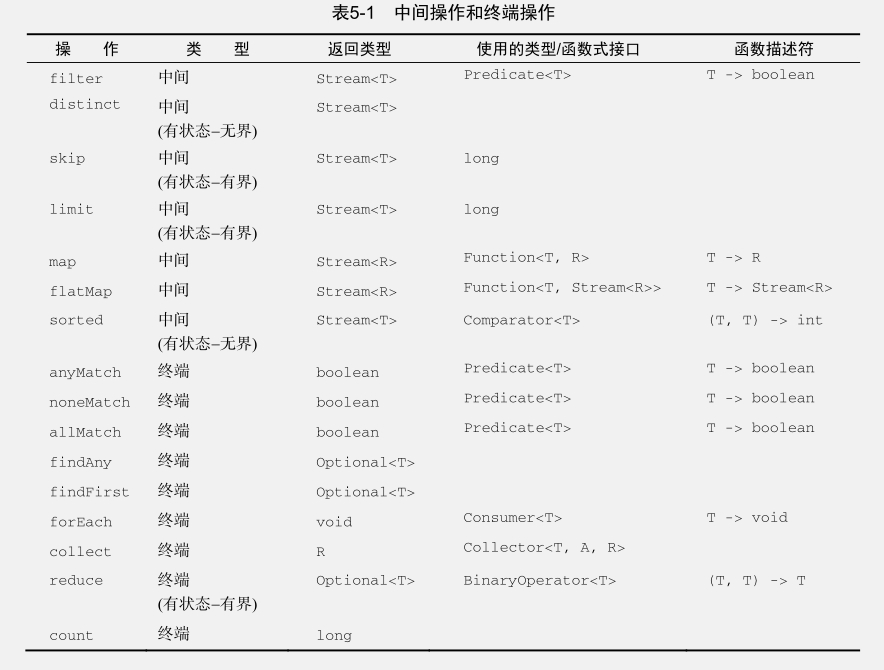 表5-1 中间操作和终端操作
操 作 类 型 返回类型 使用的类型/函数式接口 函数描述符
filter 中间 Stream<T> Predicate<T> T -> boolean
distinct 中间 Stream<T>
(有状态–无界)
skip 中间 Stream<T> long
(有状态–有界)
limit 中间 Stream<T> long
(有状态–有界)
map 中间 Stream<R> Function<T, R> T -> R
flatMap 中间 Stream<R> Function<T, Stream<R>> T -> Stream<R>
sorted 中间 Stream<T> Comparator<T> (T, T) -> int
(有状态–无界)
anyMatch 终端 boolean Predicate<T> T -> boolean
noneMatch 终端 boolean Predicate<T> T -> boolean
allMatch 终端 boolean Predicate<T> T -> boolean
findAny 终端 Optional<T>
findFirst 终端 Optional<T>
forEach 终端 void Consumer<T> T -> void
collect 终端 R Collector<T, A, R>
reduce 终端 Optional<T> BinaryOperator<T> (T, T) -> T
(有状态–有界)
count 终端 long